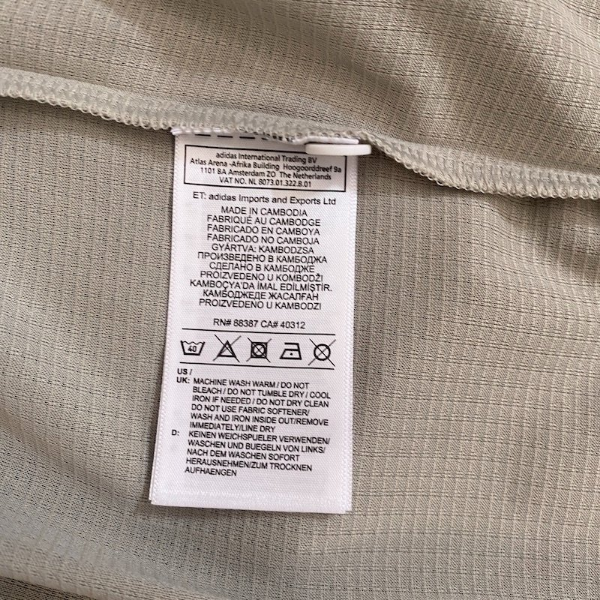 adidas International Trading BV
Atlas Arena -Afrika Building Hoogoorddreef 9a
1101 BA Amsterdam ZO The Netherlands
VAT NO. NL 8073.01.322.B.01
ET: adidas Imports and Exports Ltd
MADE IN CAMBODIA
FABRIQUÉ AU CAMBODGE
FABRICADO EN CAMBOYA
FABRICADO NO CAMBOJA
GYÁRTVA: KAMBODZSA
ПРОИЗВЕДЕНО В КАМБОДЖА
СДЕЛАНО В КАМБОДЖЕ
PROIZVEDENO U KOMBODŽI
KAMBOÇYA'DA İMAL EDİLMİŞTİR.
КАМБОДЖЕДЕ ЖАСАЛҒАН
PROIZVEDENO U KAMBODZI
RN# 88387 CA# 40312
40
US /
UK: MACHINE WASH WARM / DO NOT
BLEACH / DO NOT TUMBLE DRY / COOL
IRON IF NEEDED / DO NOT DRY CLEAN
DO NOT USE FABRIC SOFTENER/
WASH AND IRON INSIDE OUT/REMOVE
IMMEDIATELY/LINE DRY
D: KEINEN WEICHSPUELER VERWENDEN/
WASCHEN UND BUEGELN VON LINKS/
NACH DEM WASCHEN SOFORT
HERAUSNEHMEN/ZUM TROCKNEN
AUFHAENGEN